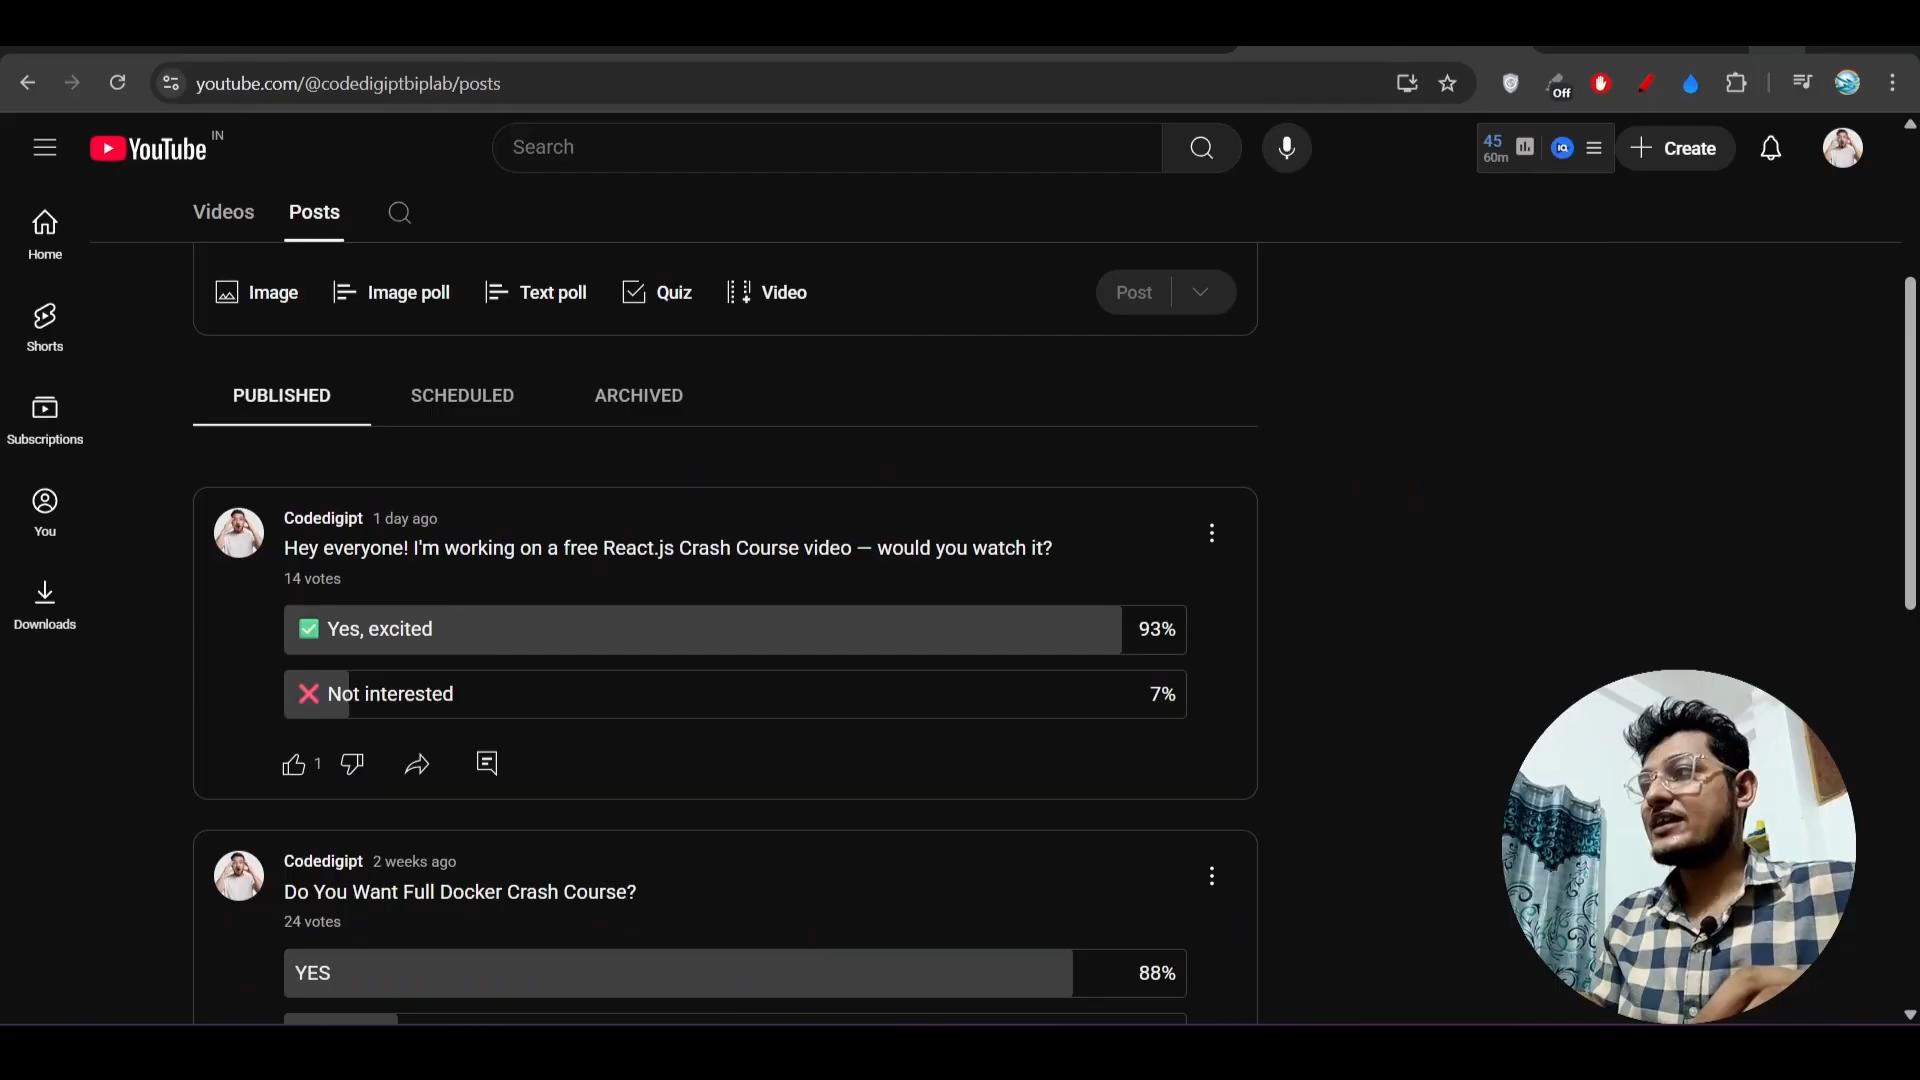 youtube.com/@codedigiptbiplab/posts
Off
YouTube IN
Search
45
60m
IQ
Create
Videos
Posts
Home
Shorts
Subscriptions
You
Downloads
Image
Image poll
Text poll
Quiz
Video
Post
PUBLISHED
SCHEDULED
ARCHIVED
Codedigipt 1 day ago
Hey everyone! I'm working on a free React.js Crash Course video — would you watch it?
14 votes
✅ Yes, excited 93%
❌ Not interested 7%
1
Codedigipt 2 weeks ago
Do You Want Full Docker Crash Course?
24 votes
YES 88%